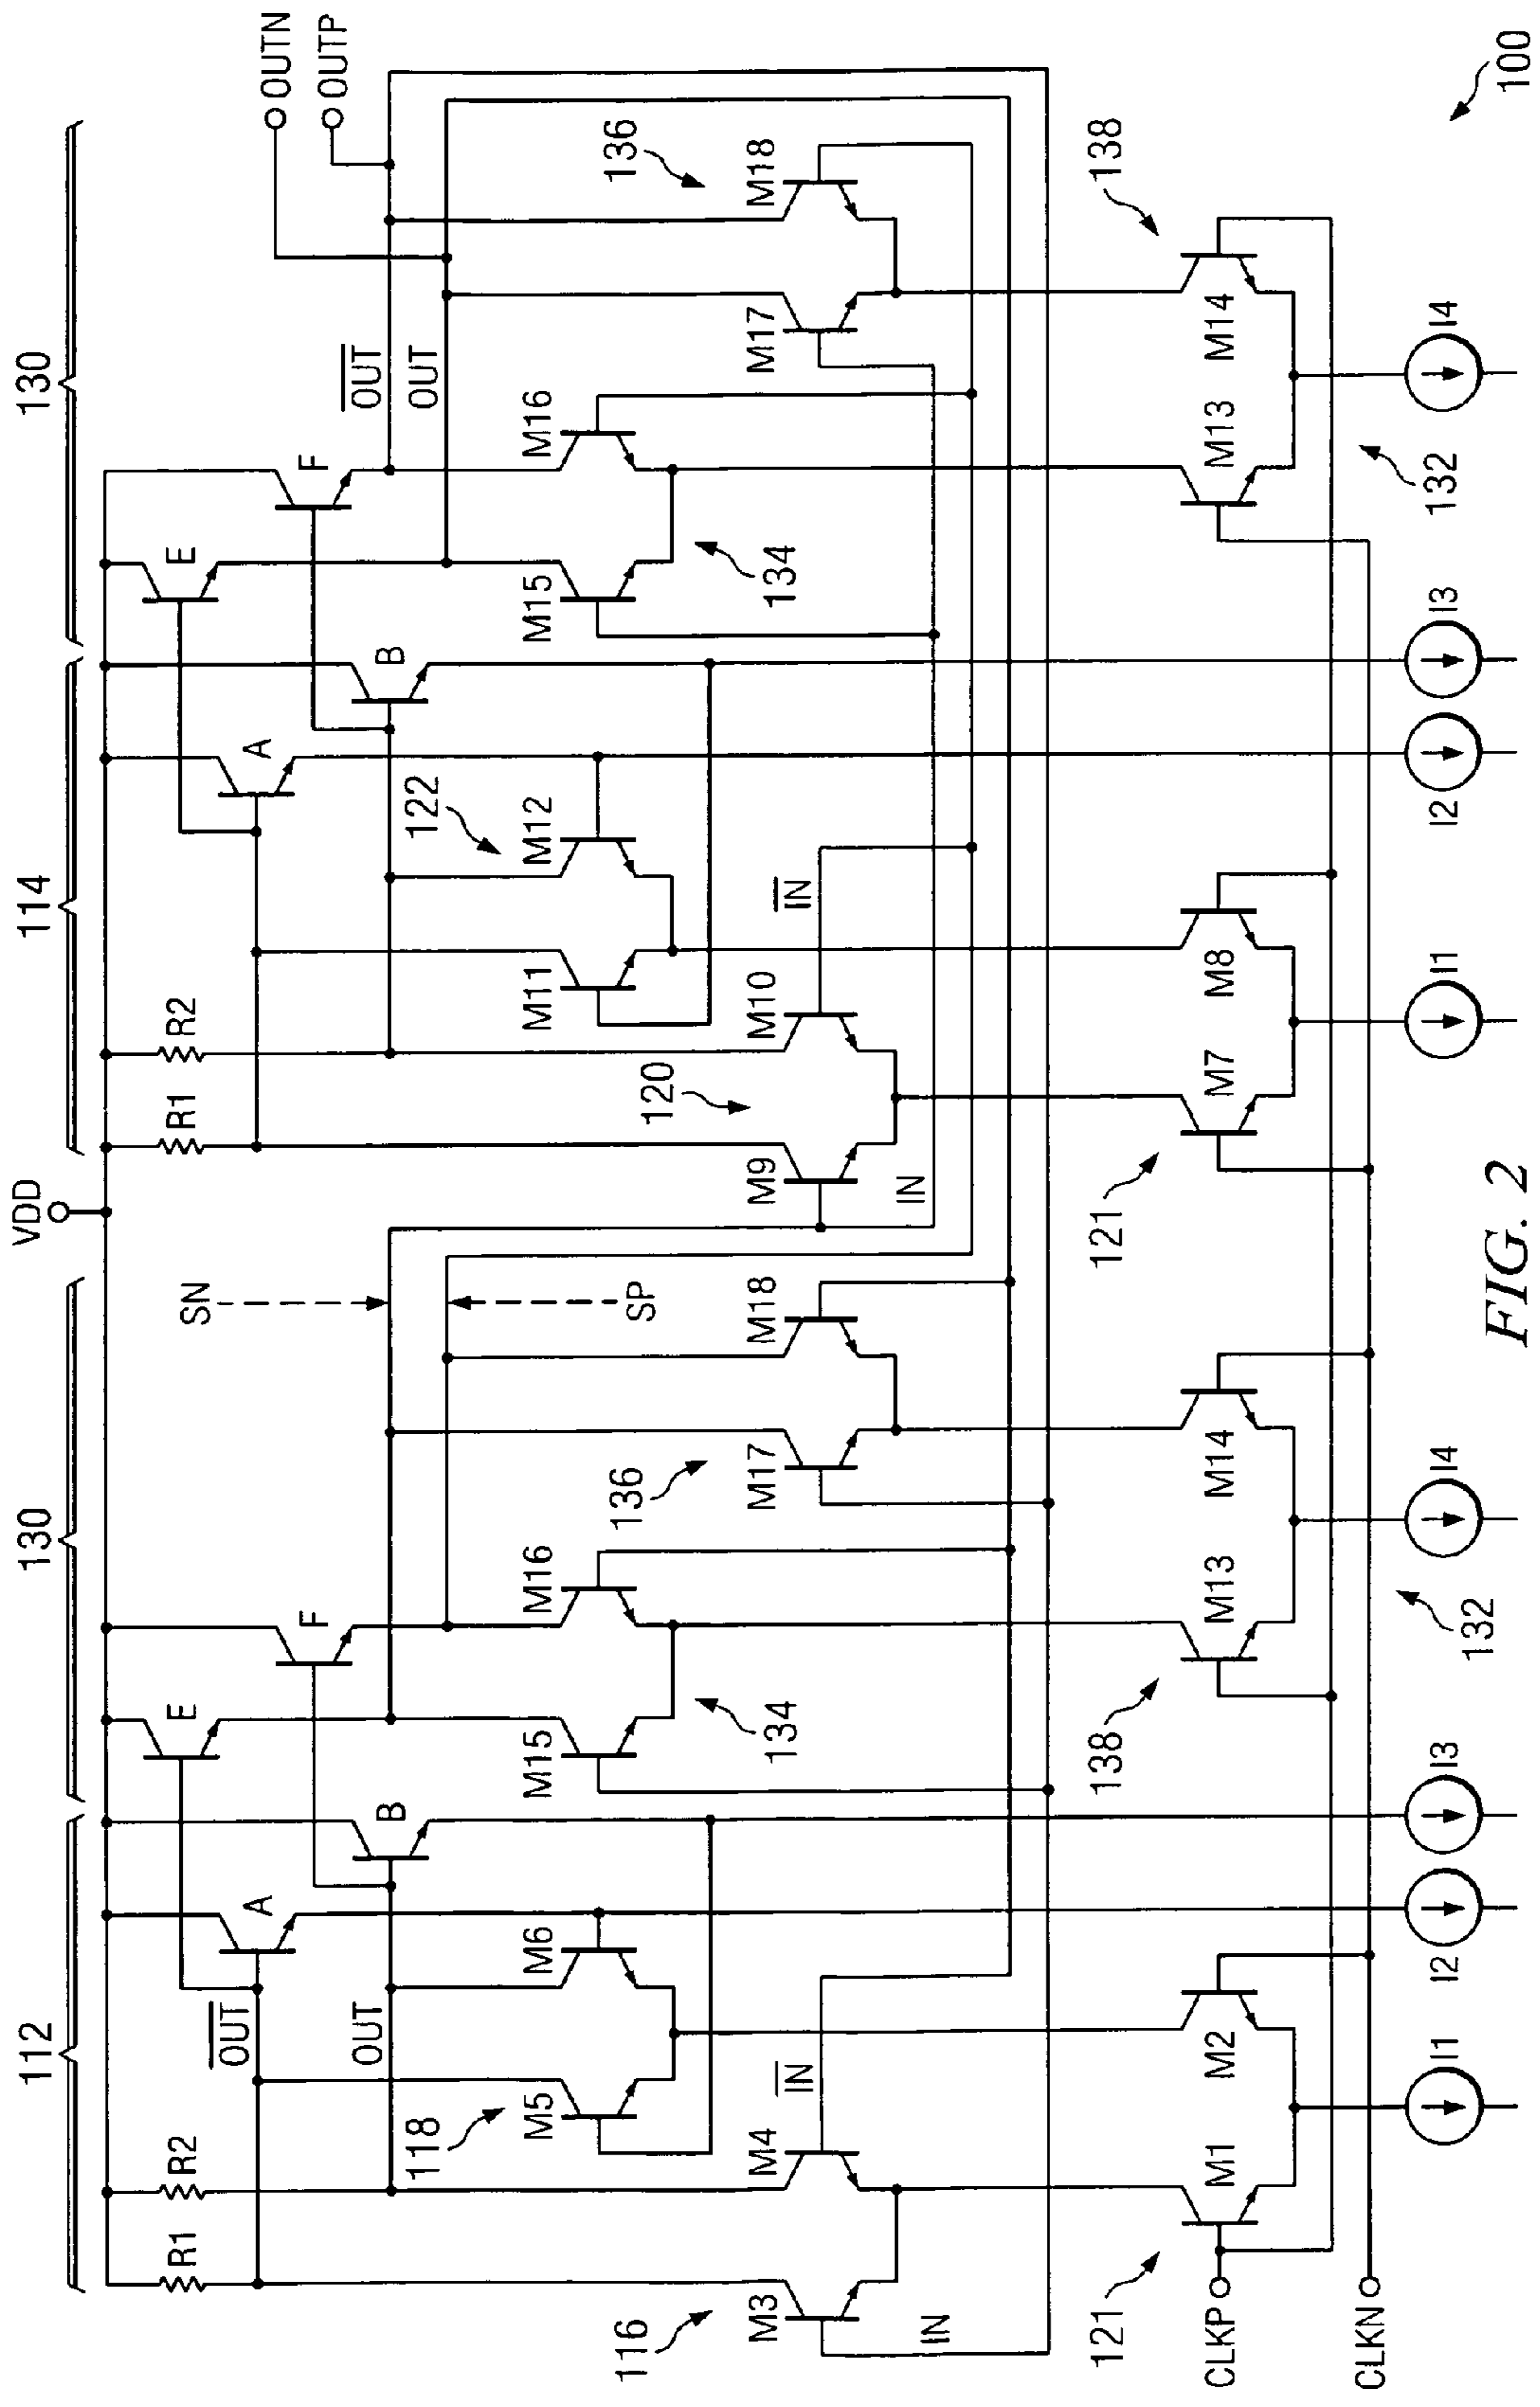 VDD
112
130
114
130
R1
R2
A
B
E
F
R1
R2
A
B
E
F
OUTN
OUTP
OUT
OUT
SN
SP
OUT
OUT
118
M5
M6
M15
M16
134
M11
M12
122
M15
M16
134
136
116
M3
M4
IN
IN
136
M17
M18
120
M9
M10
IN
IN
M17
M18
121
138
121
138
CLKP
M1
M2
M13
M14
M7
M8
M13
M14
CLKN
132
132
I1
I2
I3
I4
I1
I2
I3
I4
100
FIG. 2